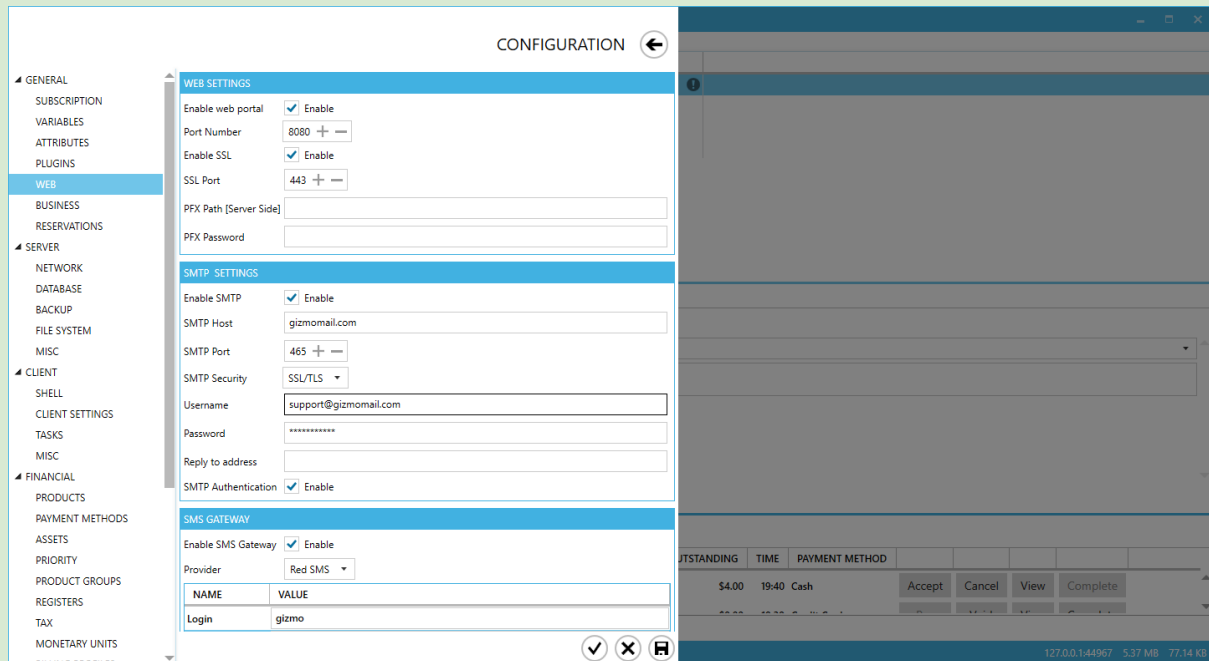 CONFIGURATION
GENERAL
SUBSCRIPTION
VARIABLES
ATTRIBUTES
PLUGINS
WEB
BUSINESS
RESERVATIONS
SERVER
NETWORK
DATABASE
BACKUP
FILE SYSTEM
MISC
CLIENT
SHELL
CLIENT SETTINGS
TASKS
MISC
FINANCIAL
PRODUCTS
PAYMENT METHODS
ASSETS
PRIORITY
PRODUCT GROUPS
REGISTERS
TAX
MONETARY UNITS
WEB SETTINGS
Enable web portal Enable
Port Number 8080
Enable SSL Enable
SSL Port 443
PFX Path [Server Side]
PFX Password
SMTP SETTINGS
Enable SMTP Enable
SMTP Host gizmomail.com
SMTP Port 465
SMTP Security SSL/TLS
Username support@gizmomail.com
Password ***********
Reply to address
SMTP Authentication Enable
SMS GATEWAY
Enable SMS Gateway Enable
Provider Red SMS
NAME VALUE
Login gizmo
UTSTANDING TIME PAYMENT METHOD
$4.00 19:40 Cash Accept Cancel View Complete
127.0.0.1:44967 5.37 MB 77.14 KB